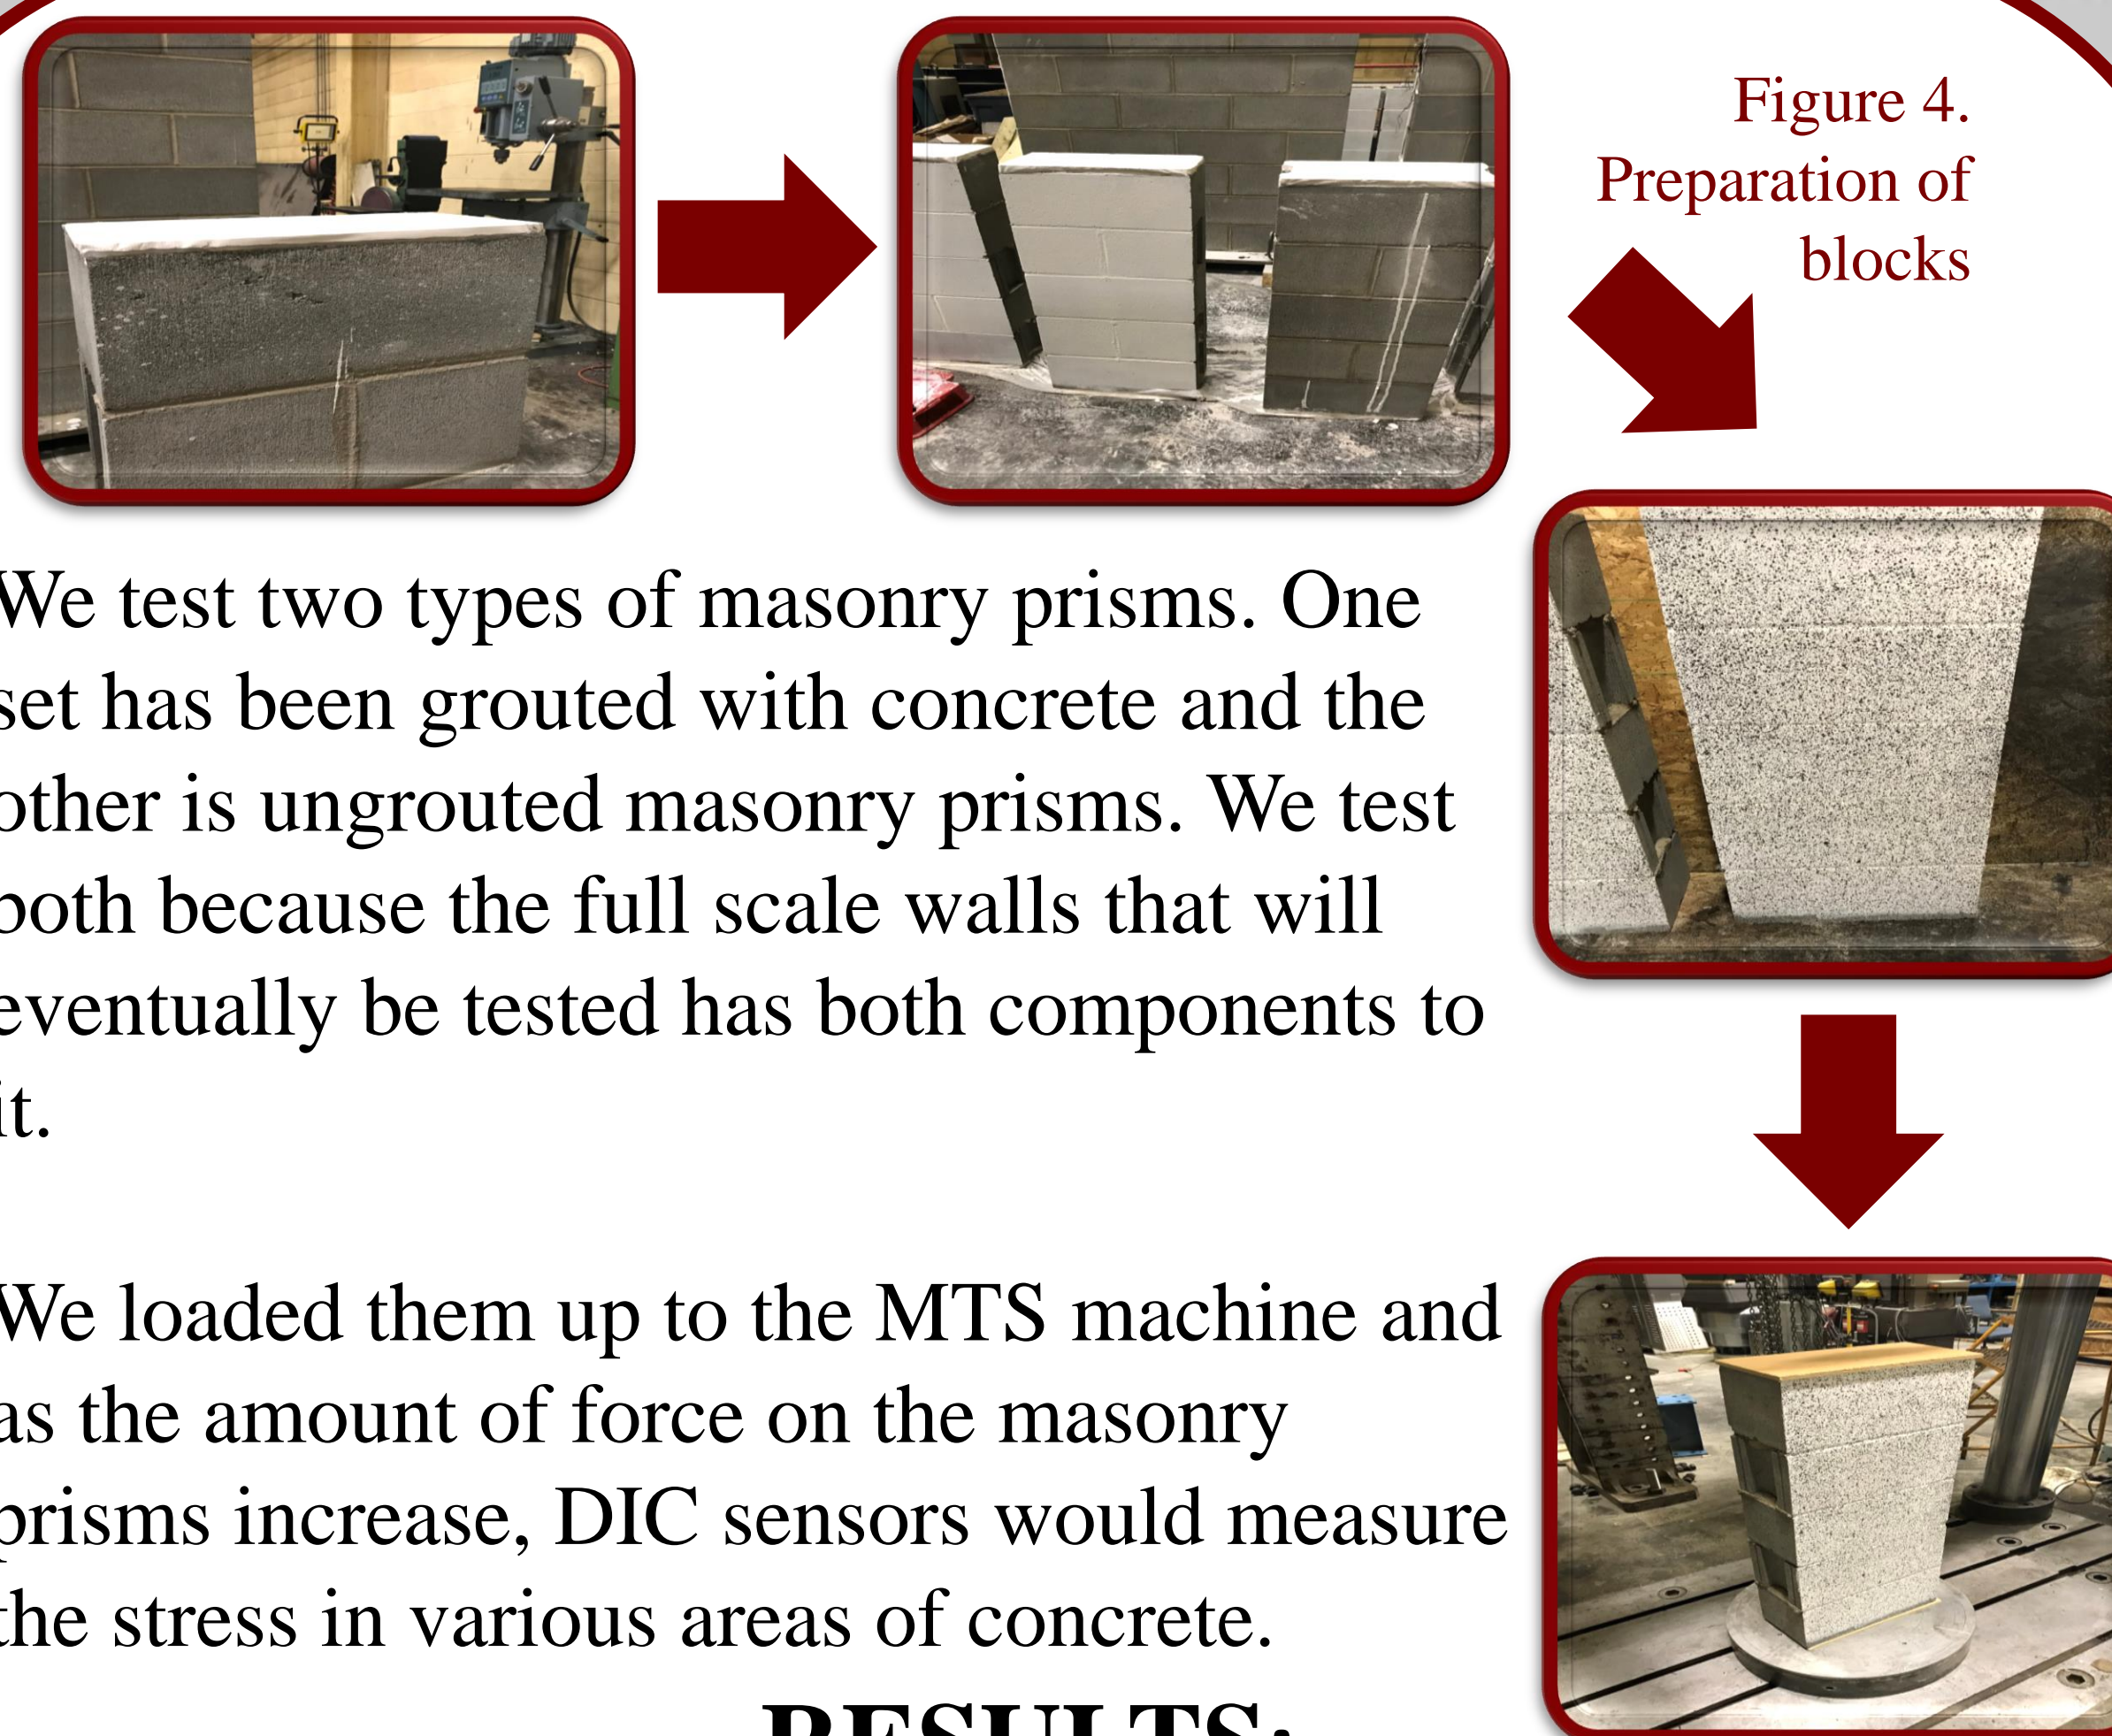 Figure 4.
Preparation of
blocks
We test two types of masonry prisms. One
set has been grouted with concrete and the
other is ungrouted masonry prisms. We test
both because the full scale walls that will
eventually be tested has both components to
it.
We loaded them up to the MTS machine and
as the amount of force on the masonry
prisms increase, DIC sensors would measure
the stress in various areas of concrete.
RESULTS: